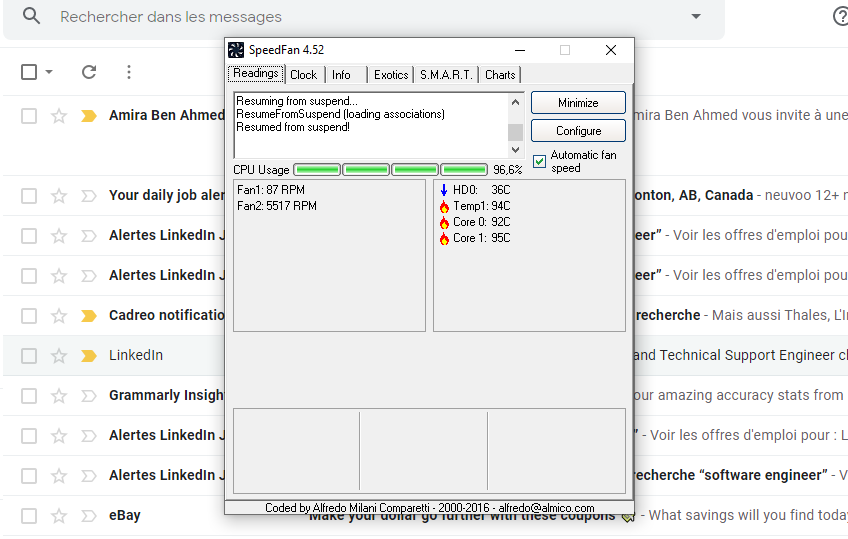 Rechercher dans les messages
SpeedFan 4.52
Readings Clock Info Exotics S.M.A.R.T. Charts
Resuming from suspend...
ResumeFromSuspend (loading associations)
Resumed from suspend!
Minimize
Configure
Automatic fan speed
CPU Usage 96,6%
Fan1: 87 RPM
Fan2: 5517 RPM
HD0: 36C
Temp1: 94C
Core 0: 92C
Core 1: 95C
Coded by Alfredo Milani Comparetti - 2000-2016 - alfredo@almico.com
Amira Ben Ahmed mira Ben Ahmed vous invite à une
Your daily job aler onton, AB, Canada - neuvoo 12+ n
Alertes LinkedIn J eer” - Voir les offres d'emploi pou
Alertes LinkedIn J eer” - Voir les offres d'emploi pou
Cadreo notificatio recherche - Mais aussi Thales, L'I
LinkedIn and Technical Support Engineer cl
Grammarly Insigh our amazing accuracy stats from
Alertes LinkedIn J ” - Voir les offres d'emploi pour : L
Alertes LinkedIn J recherche “software engineer” - V
eBay Make your dollar go further with these coupons - What savings will you find toda